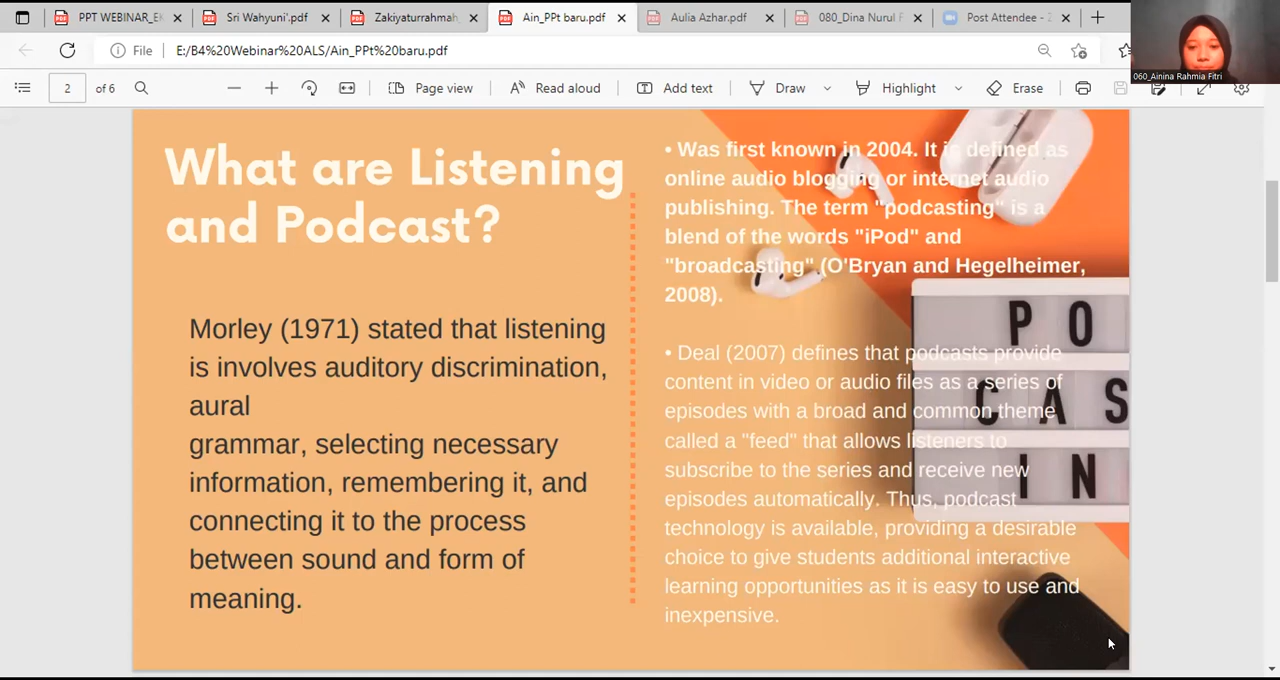 PPT WEBINAR_E
Sri Wahyuni'.pdf
Zakiyaturrahmah
Ain_PPt baru.pdf
Aulia Azhar.pdf
080_Dina Nurul F
Post Attendee - Z
File
E:/B4%20Webinar%20ALS/Ain_PPt%20baru.pdf
060_Ainina Rahmia Fitri
2
of 6
Page view
Read aloud
Add text
Draw
Highlight
Erase
What are Listening
and Podcast?
Morley (1971) stated that listening
is involves auditory discrimination,
aural
grammar, selecting necessary
information, remembering it, and
connecting it to the process
between sound and form of
meaning.
• Was first known in 2004. It is defined as
online audio blogging or internet audio
publishing. The term "podcasting" is a
blend of the words "iPod" and
"broadcasting" (O'Bryan and Hegelheimer,
2008).
• Deal (2007) defines that podcasts provide
content in video or audio files as a series of
episodes with a broad and common theme
called a "feed" that allows listeners to
subscribe to the series and receive new
episodes automatically. Thus, podcast
technology is available, providing a desirable
choice to give students additional interactive
learning opportunities as it is easy to use and
inexpensive.
PO
CAS
IN